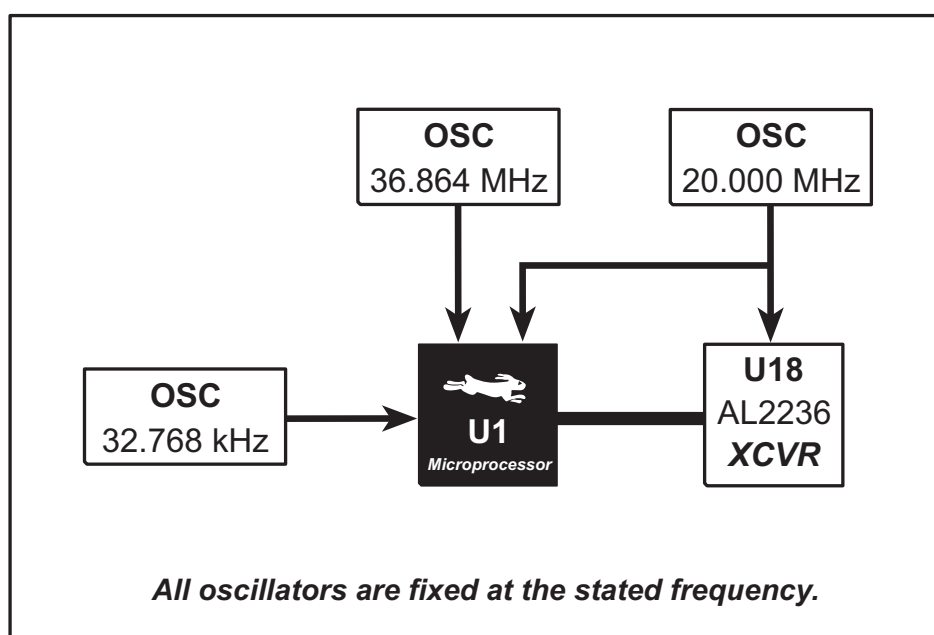 OSC
36.864 MHz
OSC
20.000 MHz
OSC
32.768 kHz
U1
Microprocessor
U18
AL2236
XCVR
All oscillators are fixed at the stated frequency.